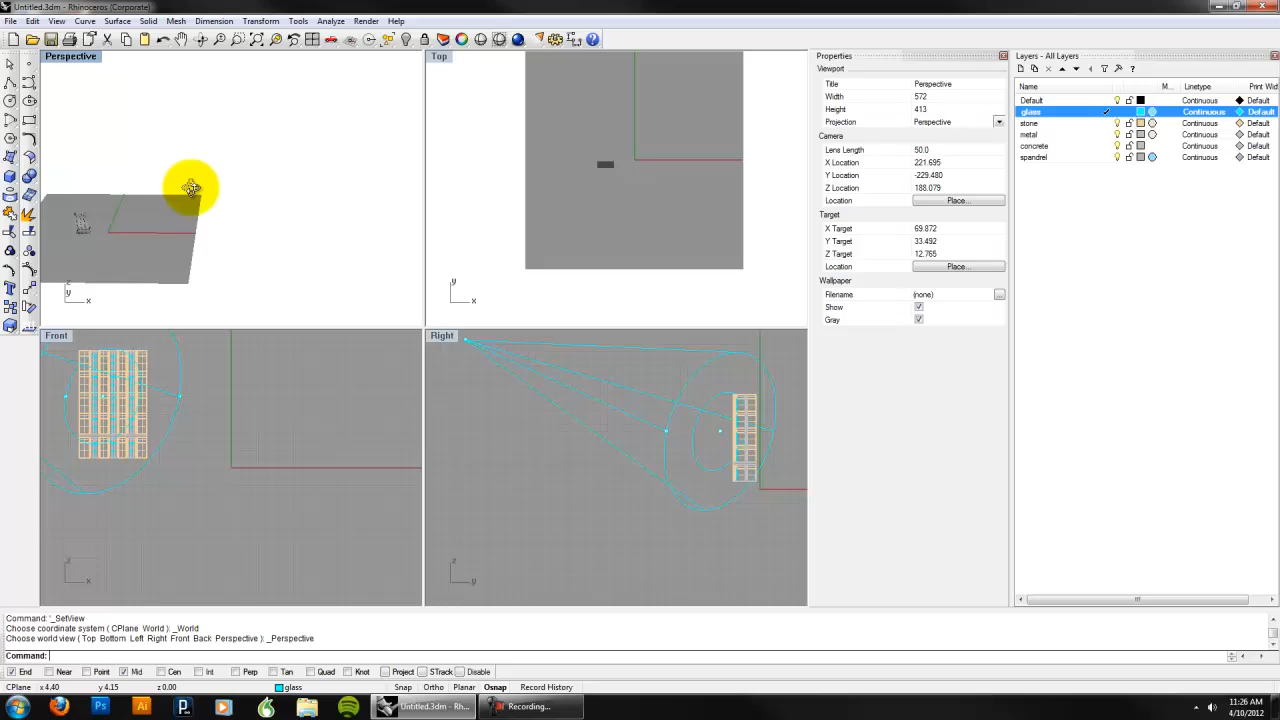 Untitled.3dm - Rhinoceros (Corporate)
File Edit View Curve Surface Solid Mesh Dimension Transform Tools Analyze Render Help
Perspective
Top
Front
Right
z
y
x
y
x
z
x
z
y
Properties
Viewport
Title Perspective
Width 572
Height 413
Projection Perspective
Camera
Lens Length 50.0
X Location 221.695
Y Location -229.480
Z Location 188.079
Location Place...
Target
X Target 69.872
Y Target 33.492
Z Target 12.765
Location Place...
Wallpaper
Filename (none) ...
Show
Gray
Layers - All Layers
Name M... Linetype Print Wid
Default Continuous Default
glass Continuous Default
stone Continuous Default
metal Continuous Default
concrete Continuous Default
spandrel Continuous Default
Command: '_SetView
Choose coordinate system ( CPlane World ): _World
Choose world view ( Top Bottom Left Right Front Back Perspective ): _Perspective
Command:
End Near Point Mid Cen Int Perp Tan Quad Knot Project STrack Disable
CPlane x 4.40 y 4.15 z 0.00 glass Snap Ortho Planar Osnap Record History
Untitled.3dm - Rh...
Recording...
11:26 AM
4/10/2012